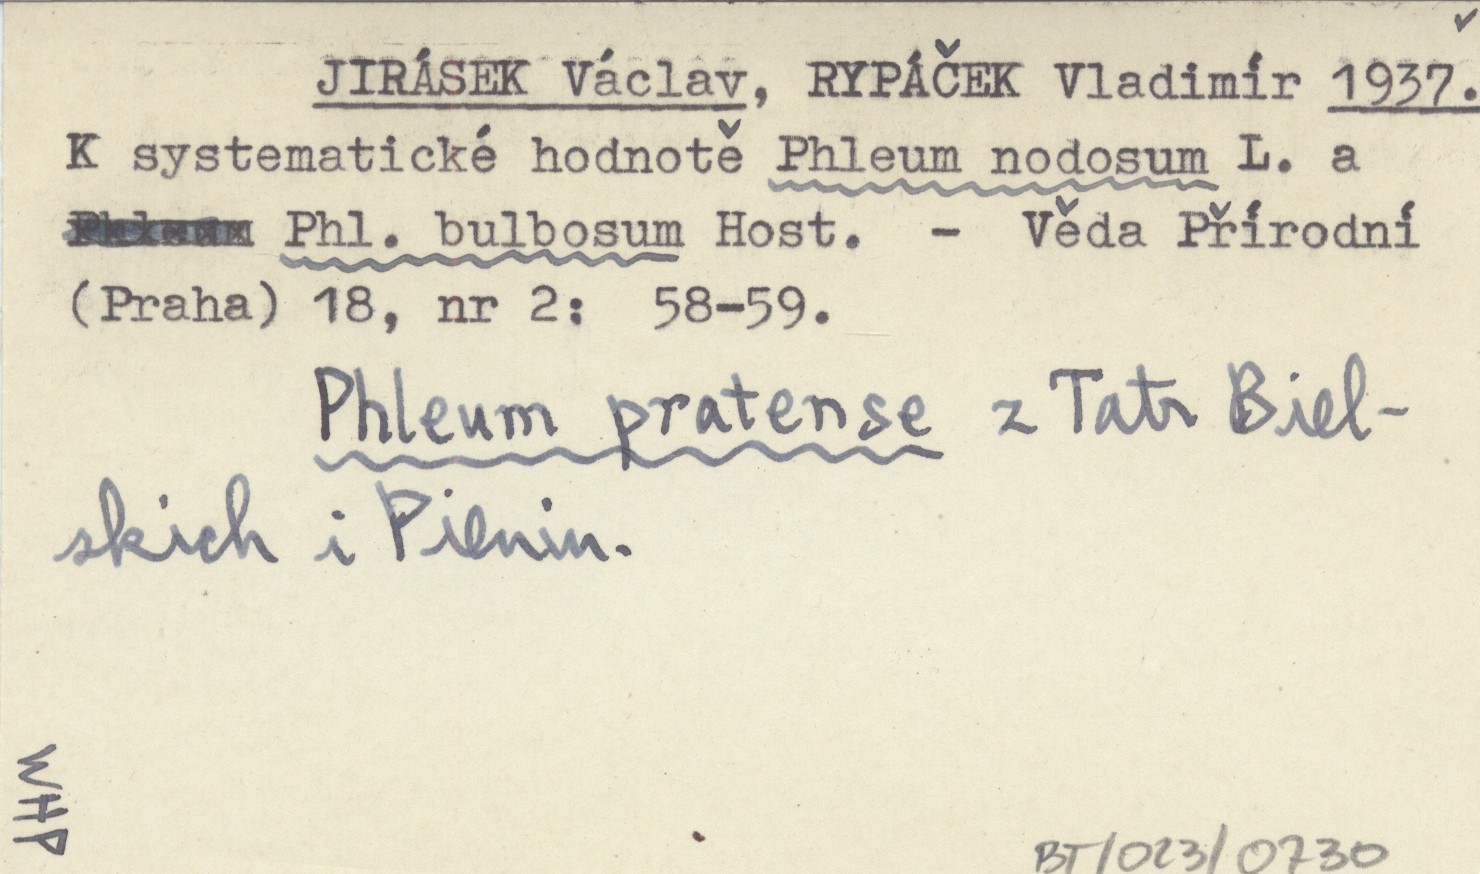 JIRÁSEK Václav, RYPÁČEK Vladimír 1937.
K systematické hodnotě Phleum nodosum L. a
Phleum Phl. bulbosum Host. - Věda Přírodní
(Praha) 18, nr 2: 58-59.
Phleum pratense z Tatr Biel-
skich i Pienin.
WHP
BT/023/0730